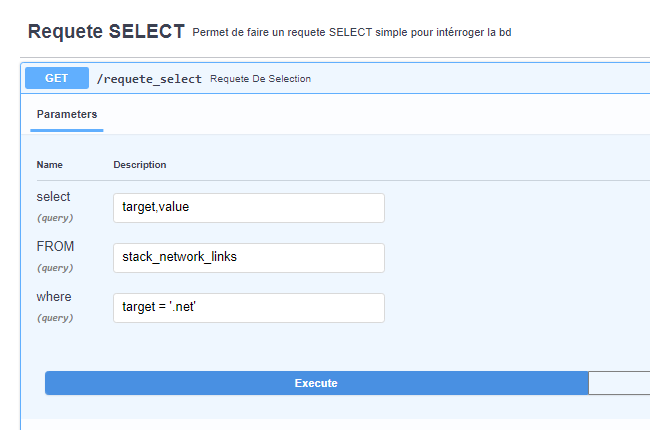 Requete SELECT Permet de faire un requete SELECT simple pour intérroger la bd
GET /requete_select Requete De Selection
Parameters
Name Description
select target,value
(query)
FROM stack_network_links
(query)
where target = '.net'
(query)
Execute